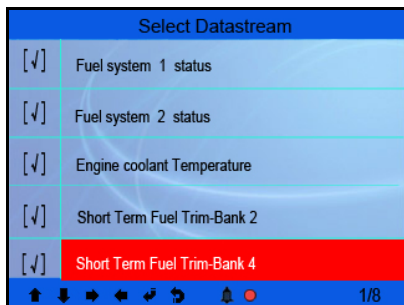 Select Datastream
[√] Fuel system 1 status
[√] Fuel system 2 status
[√] Engine coolant Temperature
[√] Short Term Fuel Trim-Bank 2
[√] Short Term Fuel Trim-Bank 4
1/8